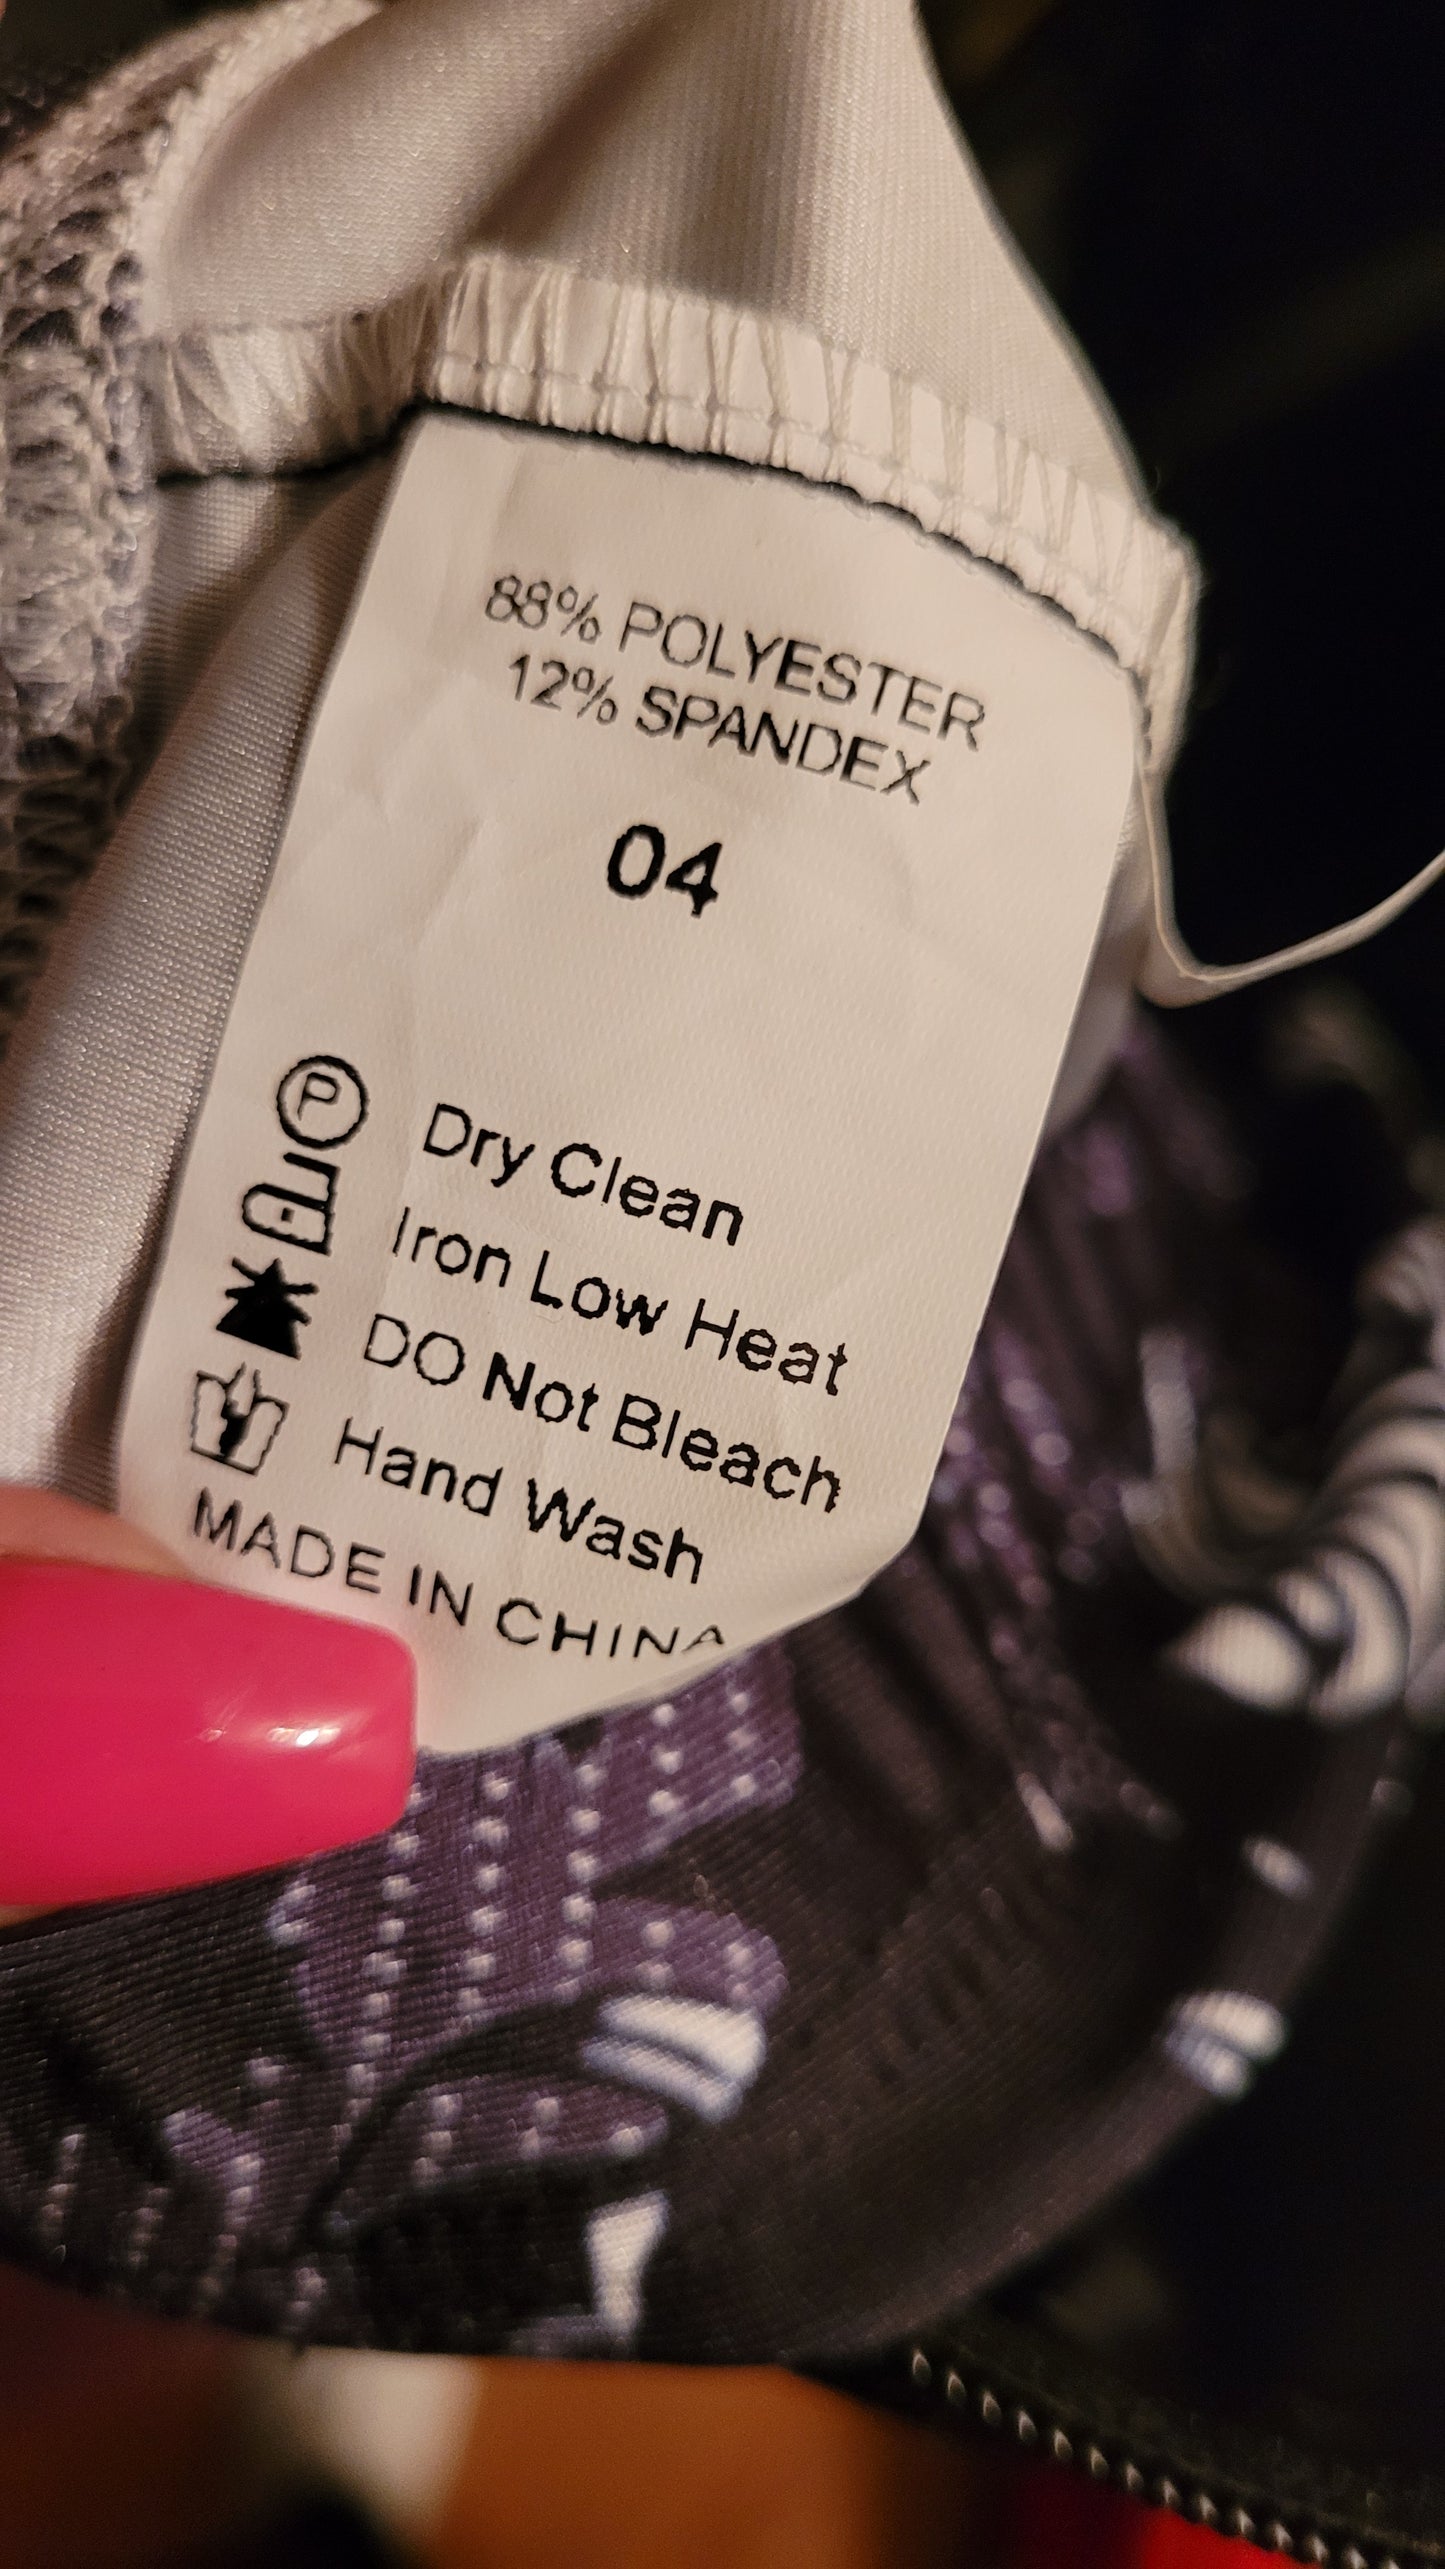 88% POLYESTER
12% SPANDEX
04
P Dry Clean
Iron Low Heat
DO Not Bleach
Hand Wash
MADE IN CHINA